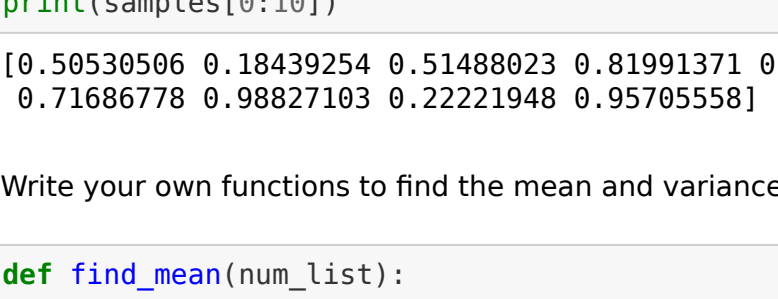 print(samples[0:10])
[0.50530506 0.18439254 0.51488023 0.81991371 0
0.71686778 0.98827103 0.22221948 0.95705558]
Write your own functions to find the mean and variance
def find_mean(num_list):